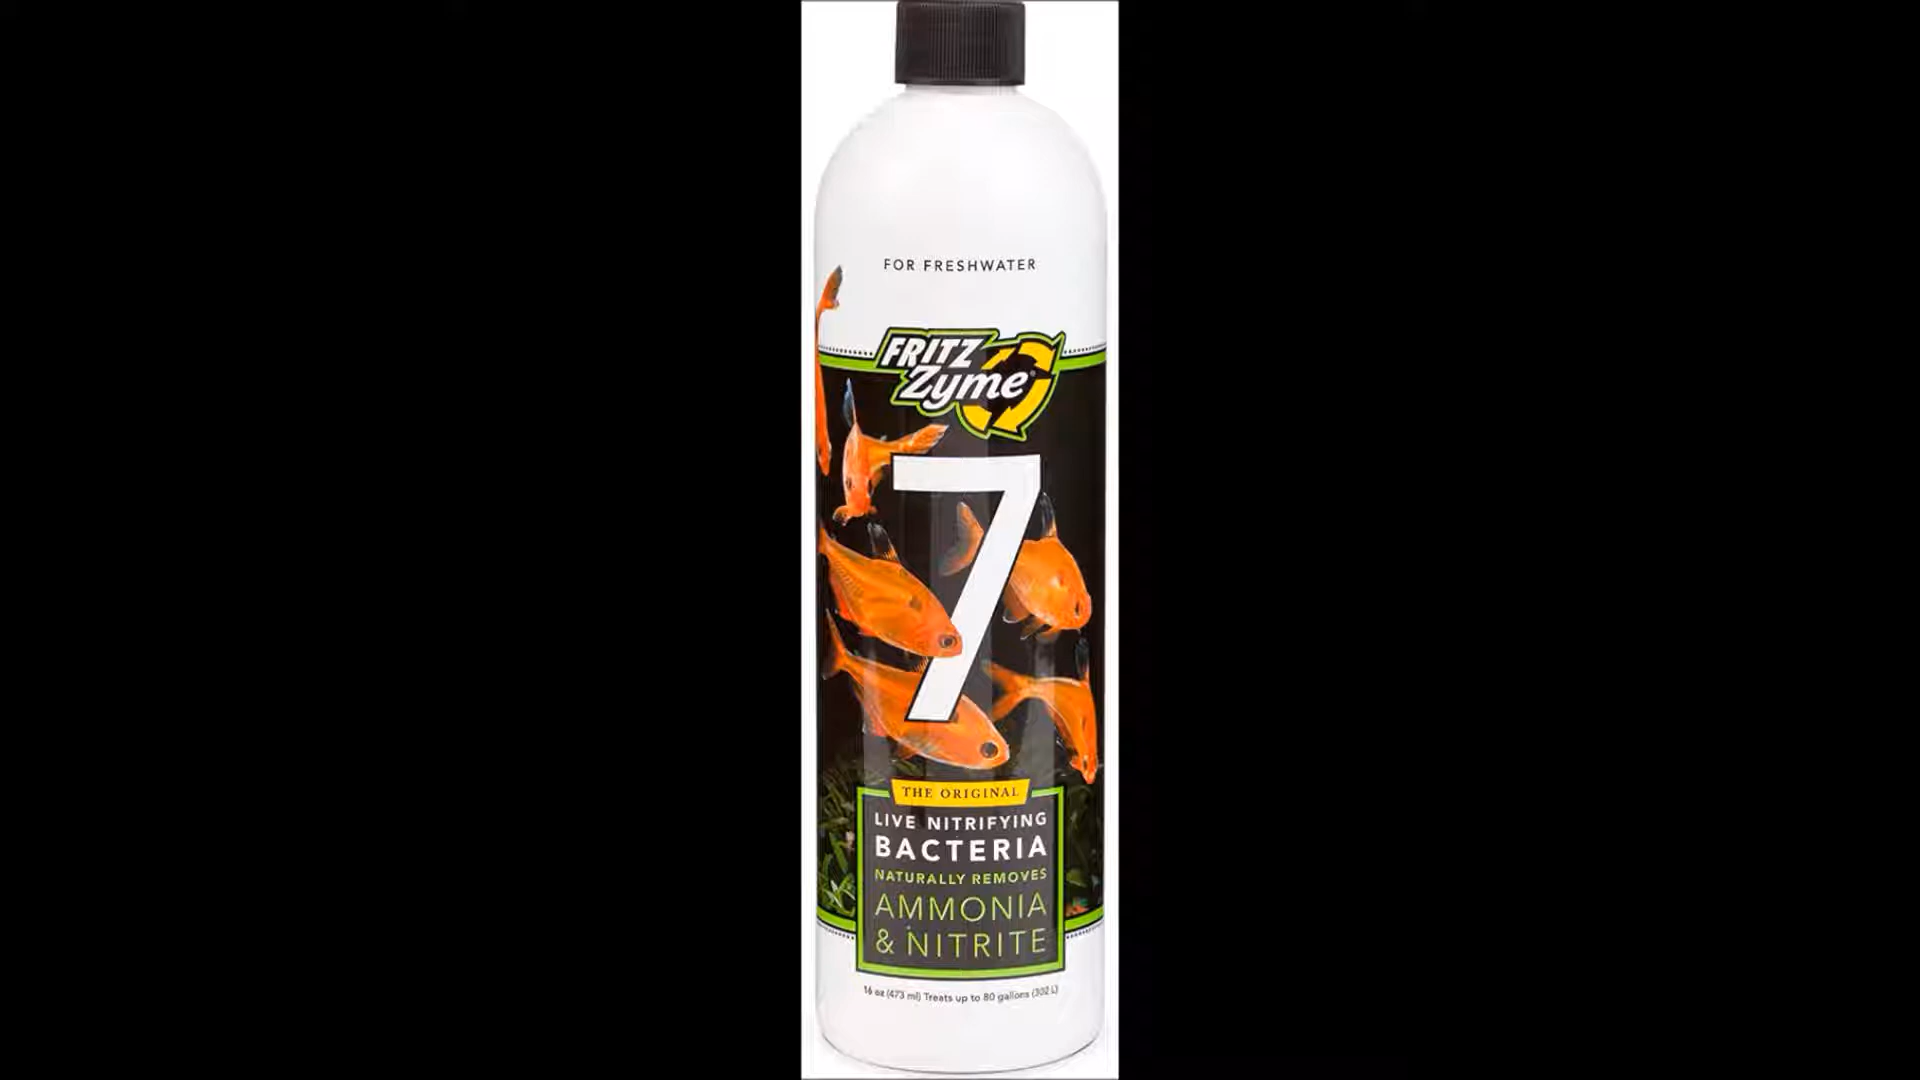 FOR FRESHWATER
FRITZ
Zyme®
7
THE ORIGINAL
LIVE NITRIFYING
BACTERIA
NATURALLY REMOVES
AMMONIA
& NITRITE
16 oz (473 ml) Treats up to 80 gallons (302 L)